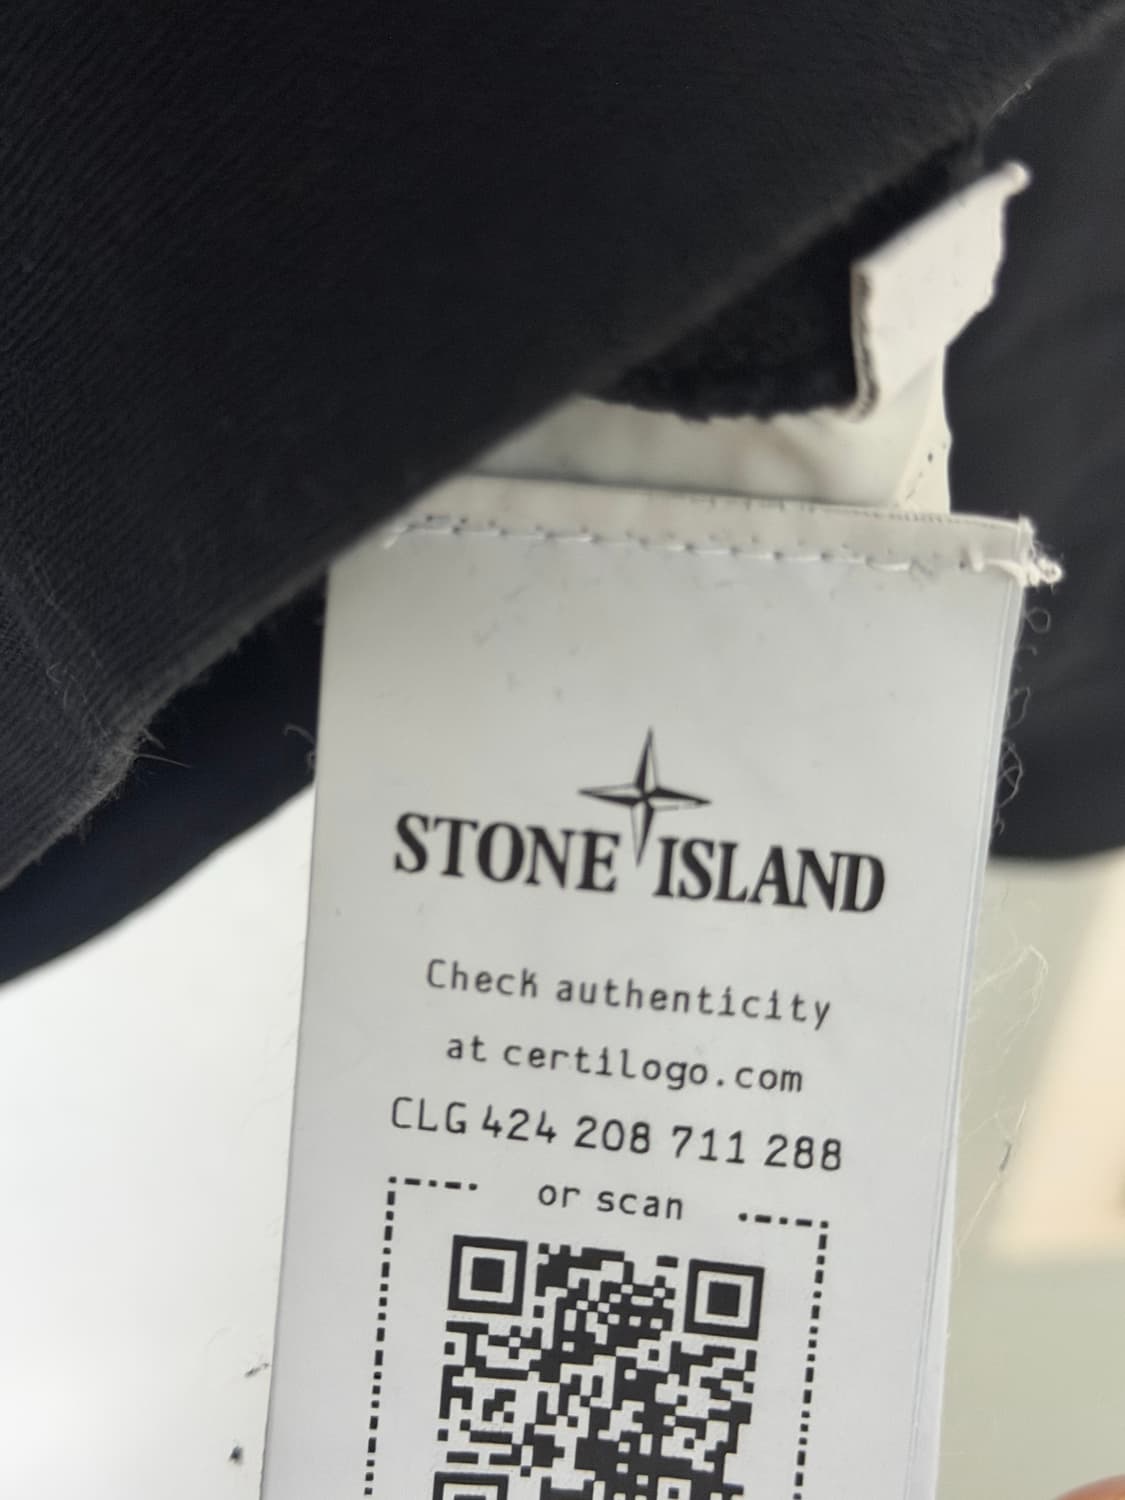 STONE ISLAND
Check authenticity
at certilogo.com
CLG 424 208 711 288
or scan